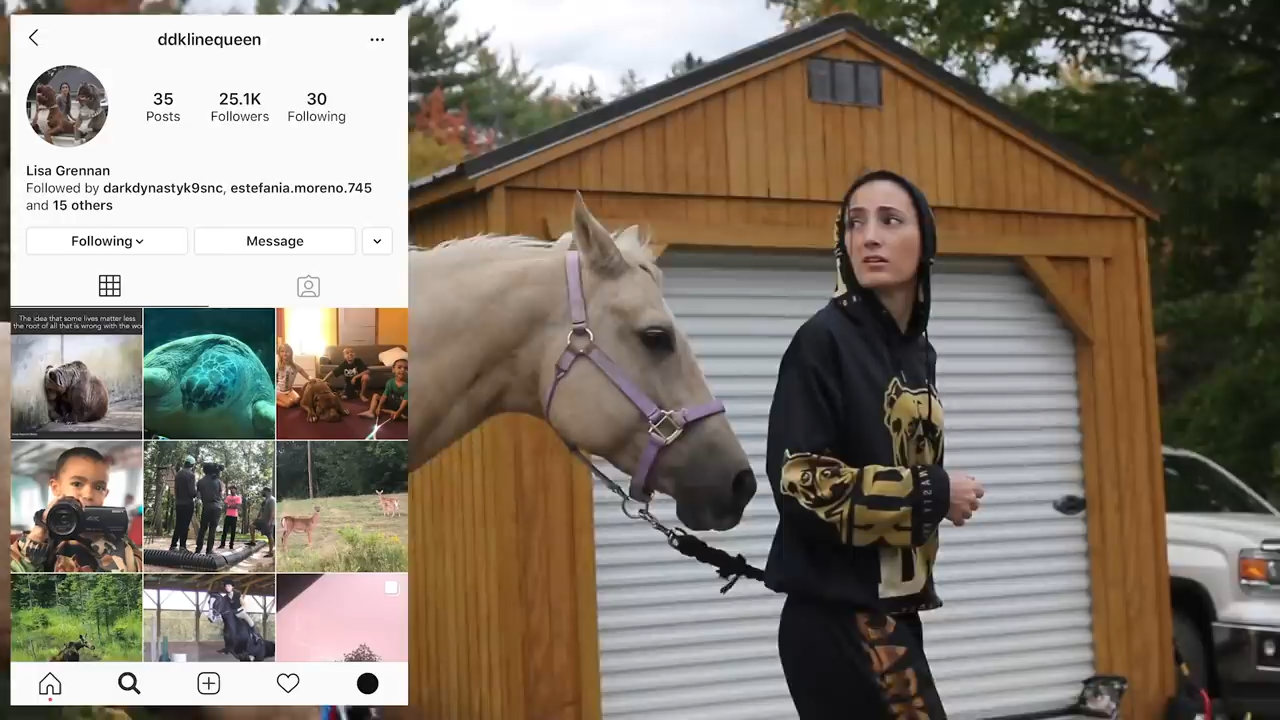 ddklinequeen
35
25.1K
30
Posts
Followers
Following
Lisa Grennan
Followed by darkdynastyk9snc, estefania.moreno.745
and 15 others
Following
Message
The idea that some lives matter less
the root of all that is wrong with the wo